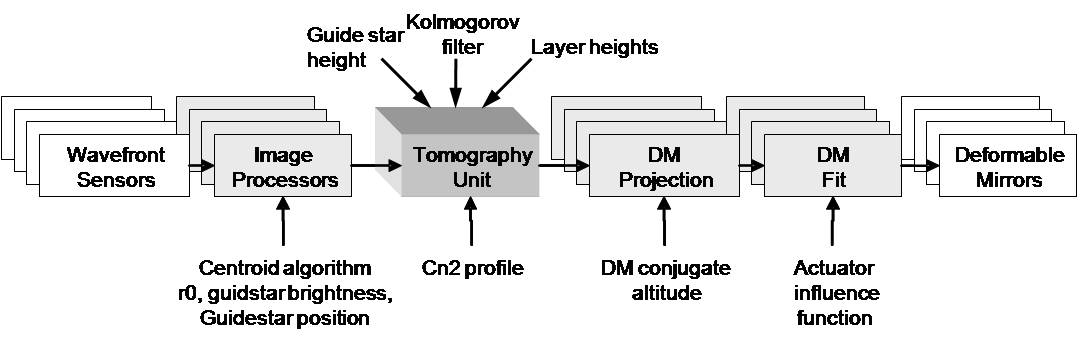 Guide star
height
Kolmogorov
filter
Layer heights
Wavefront
Sensors
Image
Processors
Tomography
Unit
DM
Projection
DM
Fit
Deformable
Mirrors
Centroid algorithm
r0, guidstar brightness,
Guidestar position
Cn2 profile
DM conjugate
altitude
Actuator
influence
function